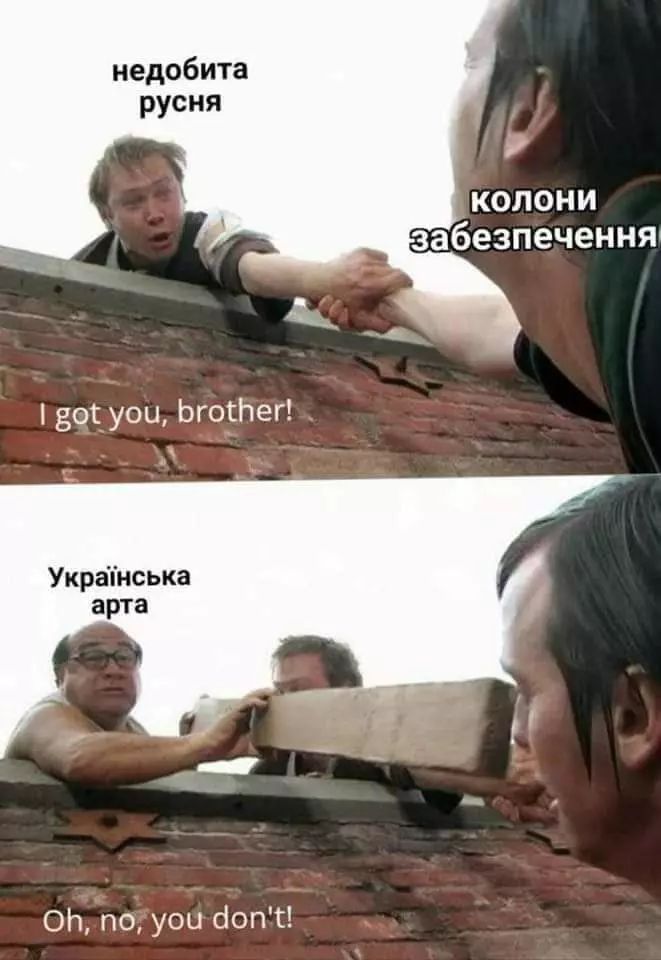 недобита
русня
колони
забезпечення
I got you, brother!
Українська
арта
Oh, no, you don't!